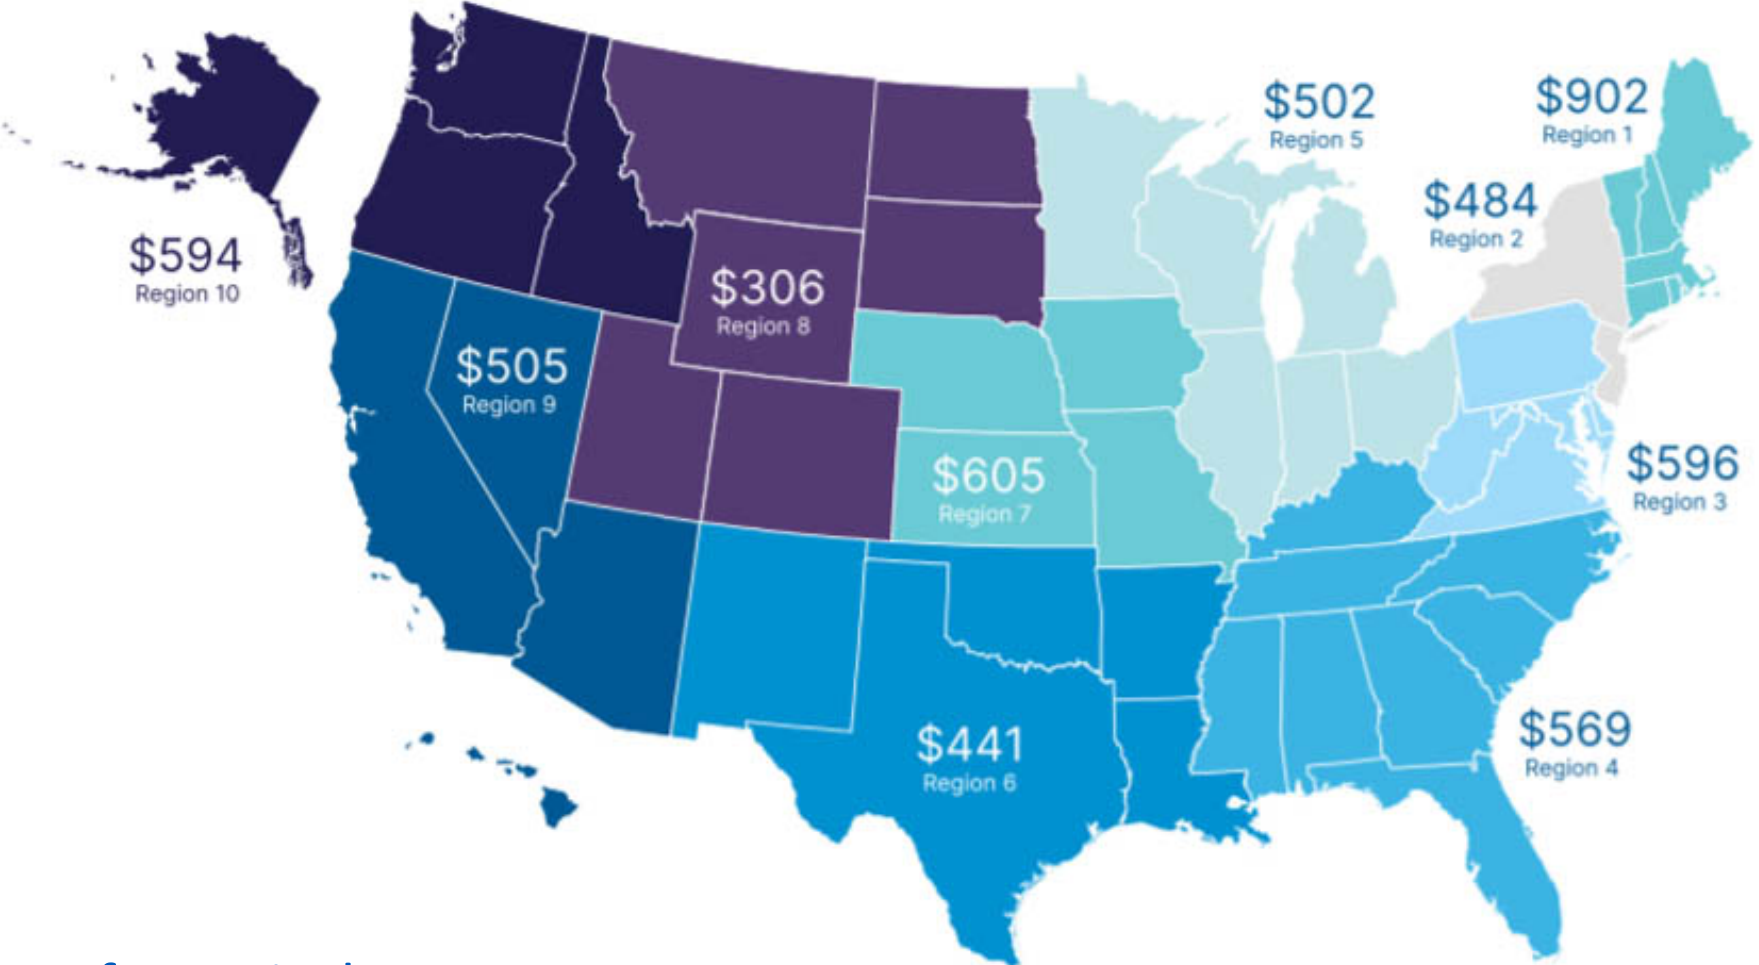 $502
Region 5
$902
Region 1
$484
Region 2
$594
Region 10
$306
Region 8
$505
Region 9
$605
Region 7
$596
Region 3
$441
Region 6
$569
Region 4